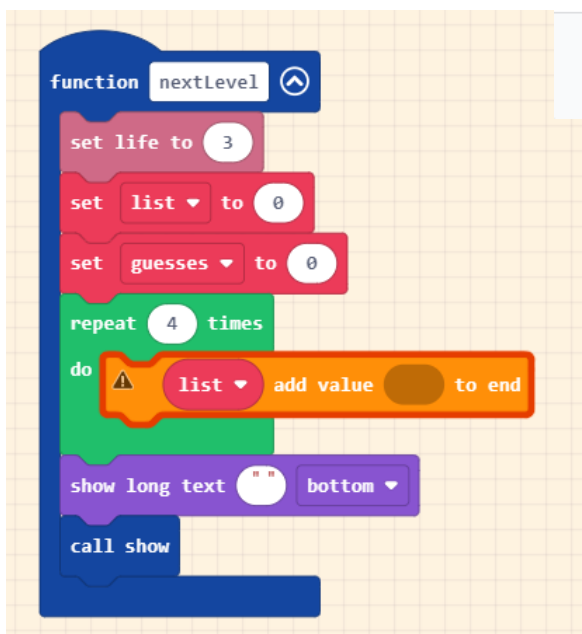 function nextLevel
set life to 3
set list to 0
set guesses to 0
repeat 4 times
do
list add value to end
show long text " " bottom
call show